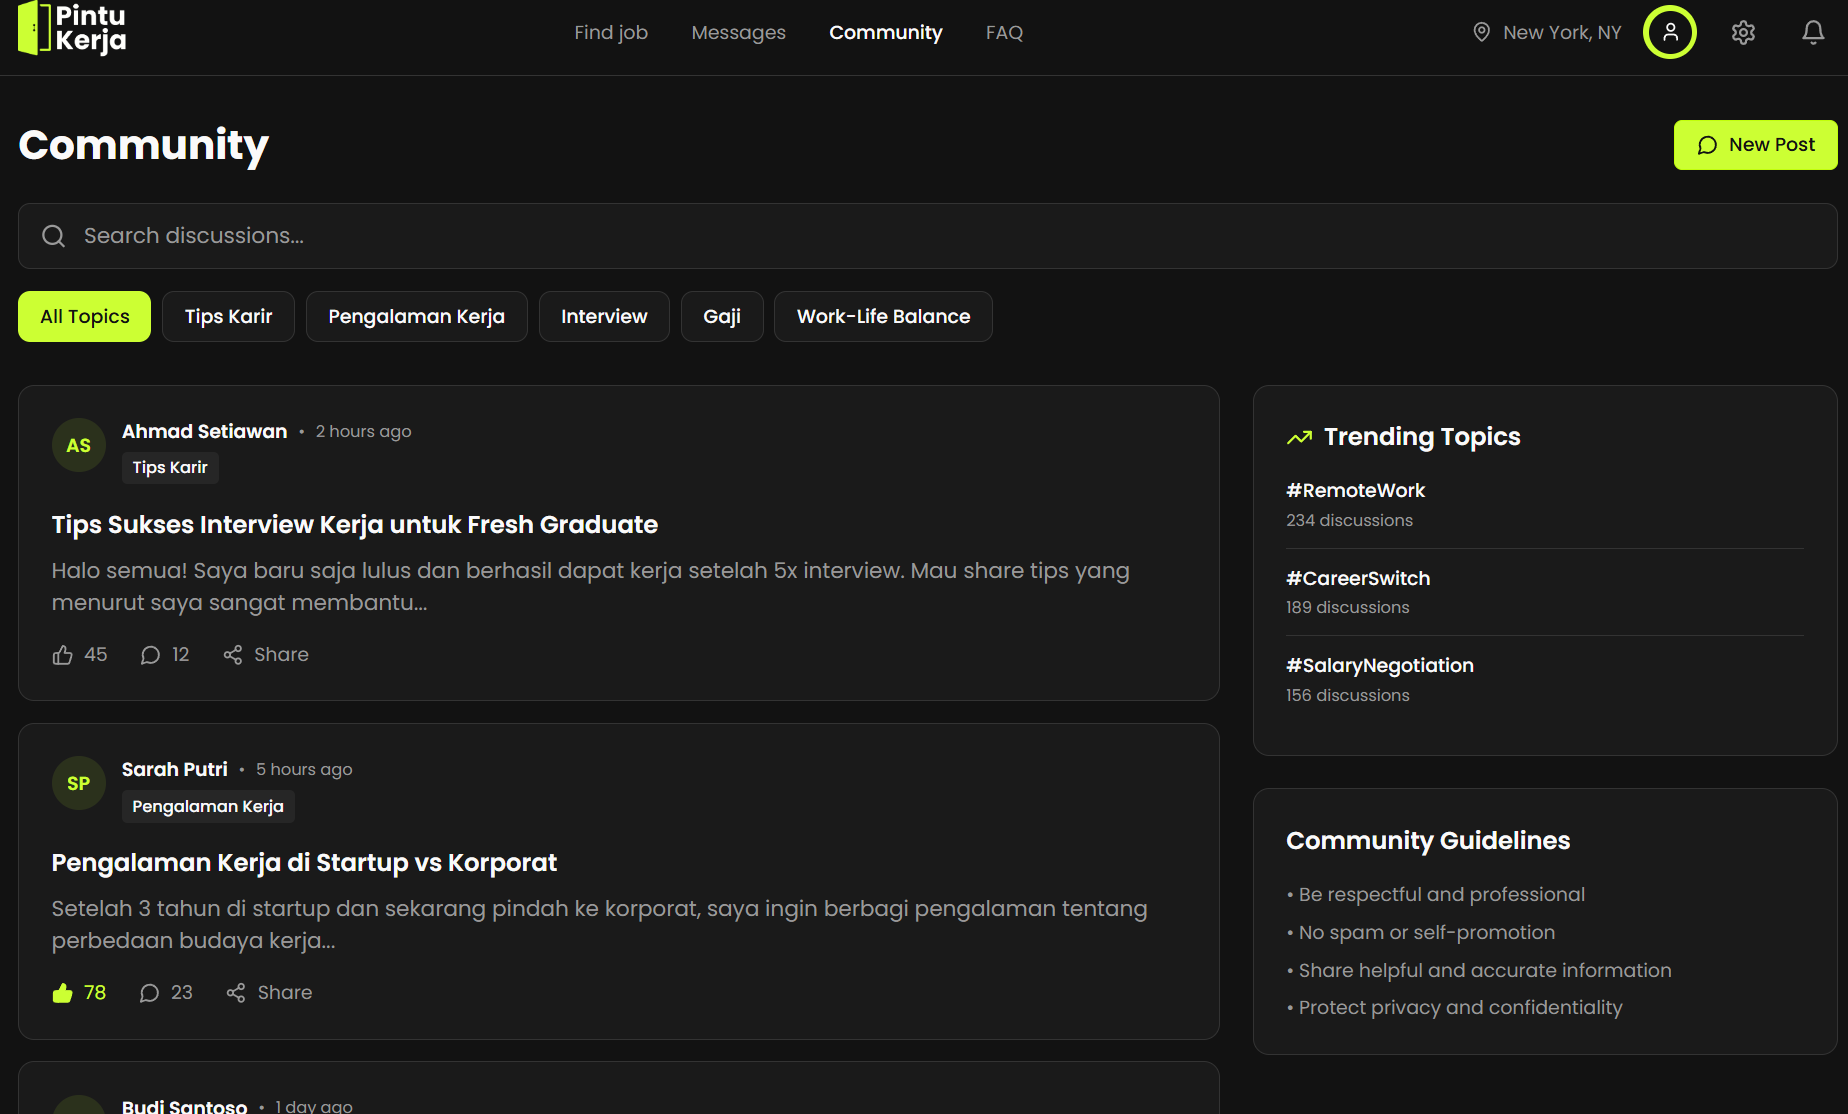 Pintu
Kerja
Find job
Messages
Community
FAQ
New York, NY
Community
New Post
Search discussions...
All Topics
Tips Karir
Pengalaman Kerja
Interview
Gaji
Work-Life Balance
AS
Ahmad Setiawan • 2 hours ago
Tips Karir
Tips Sukses Interview Kerja untuk Fresh Graduate
Halo semua! Saya baru saja lulus dan berhasil dapat kerja setelah 5x interview. Mau share tips yang
menurut saya sangat membantu...
45
12
Share
SP
Sarah Putri • 5 hours ago
Pengalaman Kerja
Pengalaman Kerja di Startup vs Korporat
Setelah 3 tahun di startup dan sekarang pindah ke korporat, saya ingin berbagi pengalaman tentang
perbedaan budaya kerja...
78
23
Share
Budi Santoso • 1 day ago
Trending Topics
#RemoteWork
234 discussions
#CareerSwitch
189 discussions
#SalaryNegotiation
156 discussions
Community Guidelines
• Be respectful and professional
• No spam or self-promotion
• Share helpful and accurate information
• Protect privacy and confidentiality